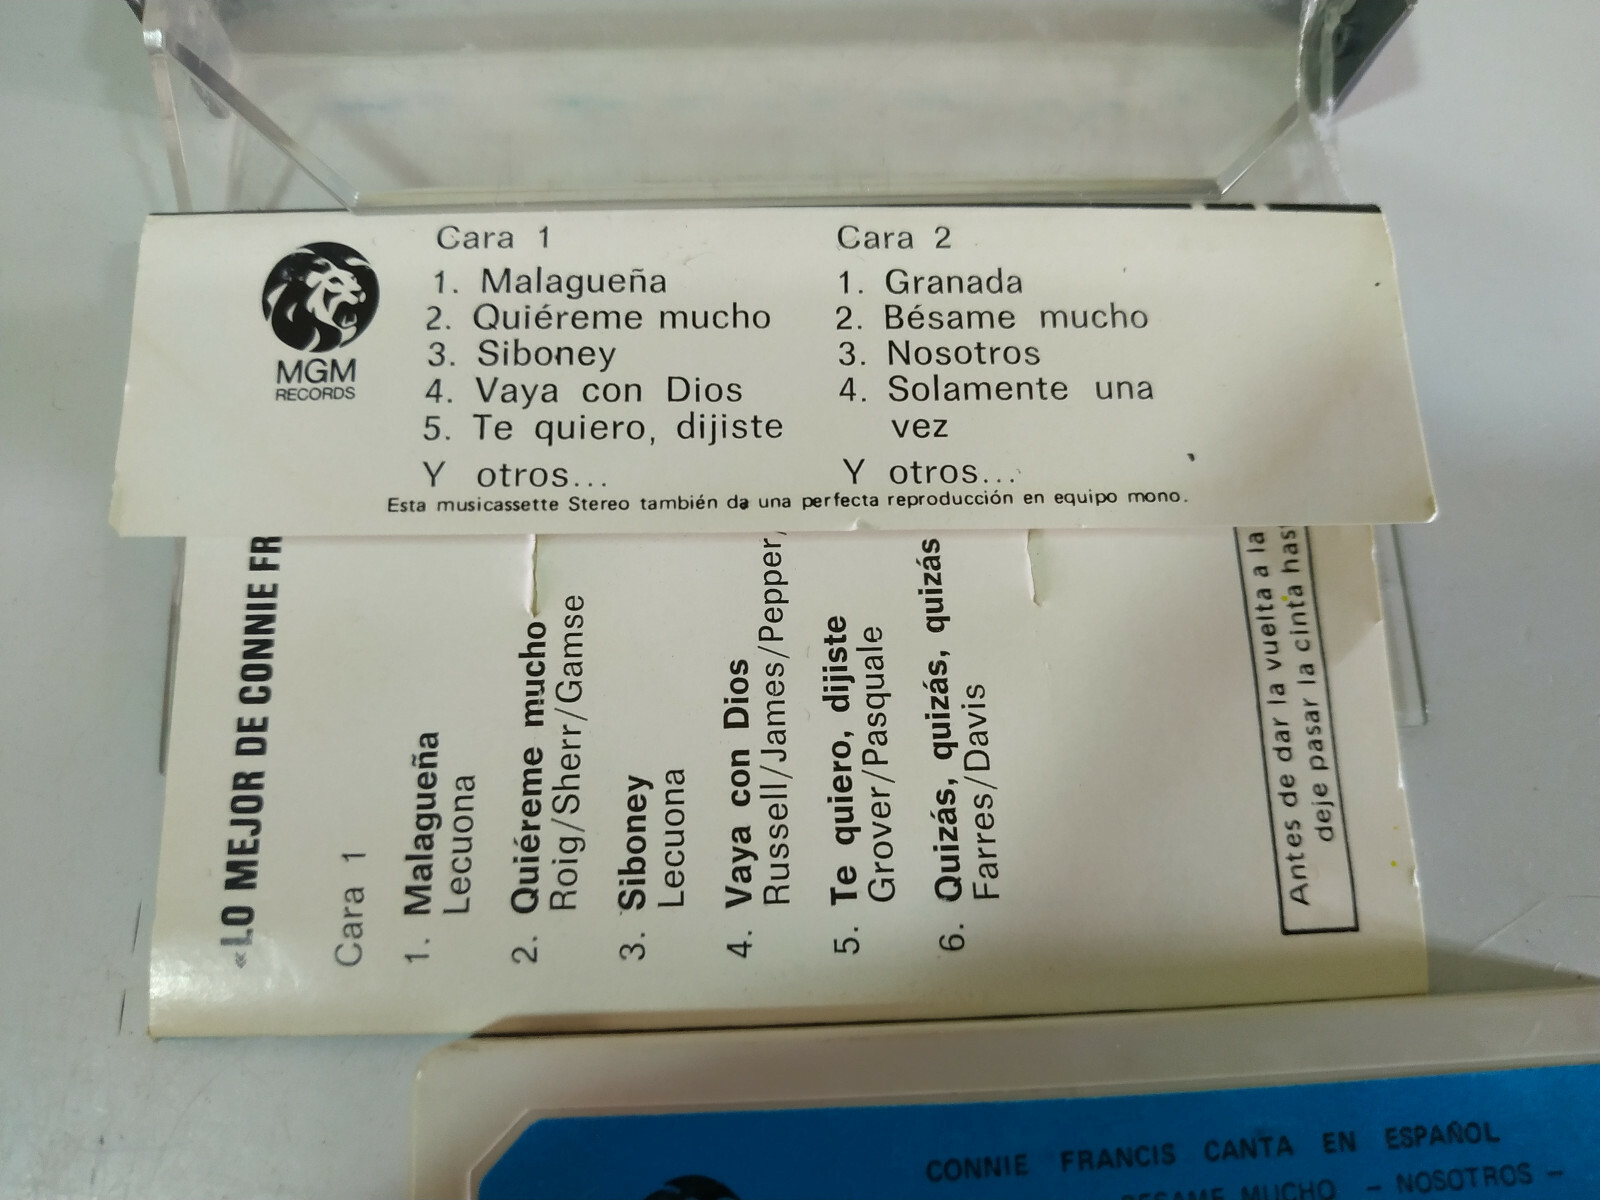 Cara 1
1. Malagueña
2. Quiéreme mucho
3. Siboney
4. Vaya con Dios
5. Te quiero, dijiste
Y otros...
Cara 2
1. Granada
2. Bésame mucho
3. Nosotros
4. Solamente una
vez
Y otros...
MGM
RECORDS
Esta musicassette Stereo también da una perfecta reproducción en equipo mono.
«LO MEJOR DE CONNIE FR
Cara 1
1. Malagueña
Lecuona
2. Quiéreme mucho
Roig/Sherr/Gamse
3. Siboney
Lecuona
4. Vaya con Dios
Russell/James/Pepper/
5. Te quiero, dijiste
Grover/Pasquale
6. Quizás, quizás, quizás
Farres/Davis
Antes de dar la vuelta a la
deje pasar la cinta has
CONNIE FRANCIS CANTA EN ESPAÑOL
MUCHO - NOSOTROS -